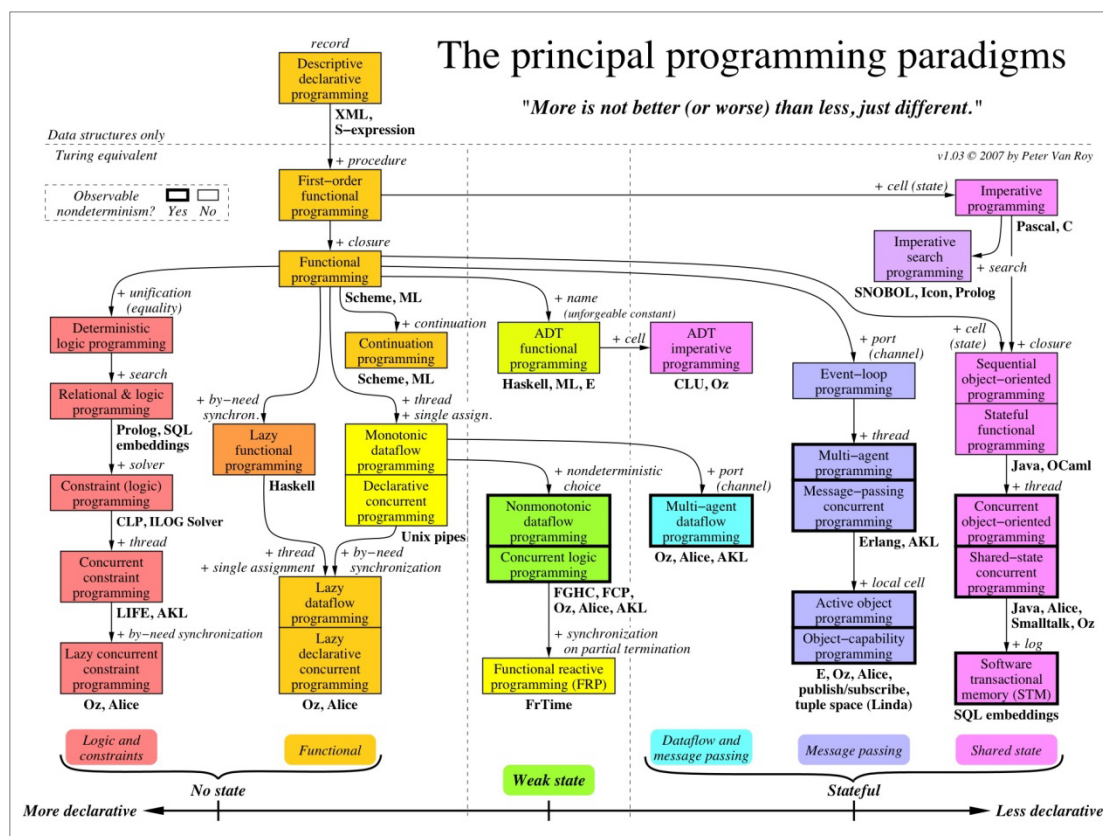 The principal programming paradigms
"More is not better (or worse) than less, just different."
record
Descriptive
declarative
programming
XML,
S−expression
Data structures only
Turing equivalent
+ procedure
v1.03 © 2007 by Peter Van Roy
Observable
nondeterminism?
Yes
No
First−order
functional
programming
+ cell (state)
Imperative
programming
Pascal, C
+ closure
Functional
programming
Imperative
search
programming
+ search
SNOBOL, Icon, Prolog
+ unification
(equality)
Scheme, ML
+ name
(unforgeable constant)
+ continuation
+ port
(channel)
+ cell
(state)
+ closure
Deterministic
logic programming
Continuation
programming
Scheme, ML
ADT
functional
programming
Haskell, ML, E
+ cell
ADT
imperative
programming
CLU, Oz
Event−loop
programming
Sequential
object−oriented
programming
Stateful
functional
programming
Java, OCaml
+ search
Relational & logic
programming
Prolog, SQL
embeddings
+ by−need
synchron.
+ thread
+ single assign.
Lazy
functional
programming
Haskell
Monotonic
dataflow
programming
Declarative
concurrent
programming
Unix pipes
+ thread
Multi−agent
programming
Message−passing
concurrent
programming
Erlang, AKL
+ solver
Constraint (logic)
programming
CLP, ILOG Solver
+ nondeterministic
choice
+ port
(channel)
Nonmonotonic
dataflow
programming
Concurrent logic
programming
FGHC, FCP,
Oz, Alice, AKL
Multi−agent
dataflow
programming
Oz, Alice, AKL
+ thread
Concurrent
object−oriented
programming
Shared−state
concurrent
programming
Java, Alice,
Smalltalk, Oz
+ thread
Concurrent
constraint
programming
LIFE, AKL
+ thread
+ single assignment
+ by−need
synchronization
Lazy
dataflow
programming
Lazy
declarative
concurrent
programming
Oz, Alice
+ local cell
Active object
programming
Object−capability
programming
E, Oz, Alice,
publish/subscribe,
tuple space (Linda)
+ by−need synchronization
Lazy concurrent
constraint
programming
Oz, Alice
+ synchronization
on partial termination
Functional reactive
programming (FRP)
FrTime
+ log
Software
transactional
memory (STM)
SQL embeddings
Logic and
constraints
Functional
Dataflow and
message passing
Message passing
Shared state
No state
Weak state
Stateful
More declarative
Less declarative